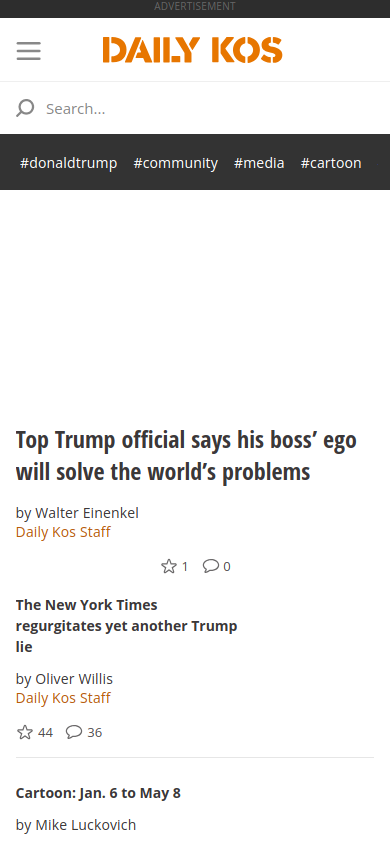 ADVERTISEMENT
DAILY KOS
Search...
#donaldtrump #community #media #cartoon
Top Trump official says his boss’ ego
will solve the world’s problems
by Walter Einenkel
Daily Kos Staff
1 0
The New York Times
regurgitates yet another Trump
lie
by Oliver Willis
Daily Kos Staff
44 36
Cartoon: Jan. 6 to May 8
by Mike Luckovich